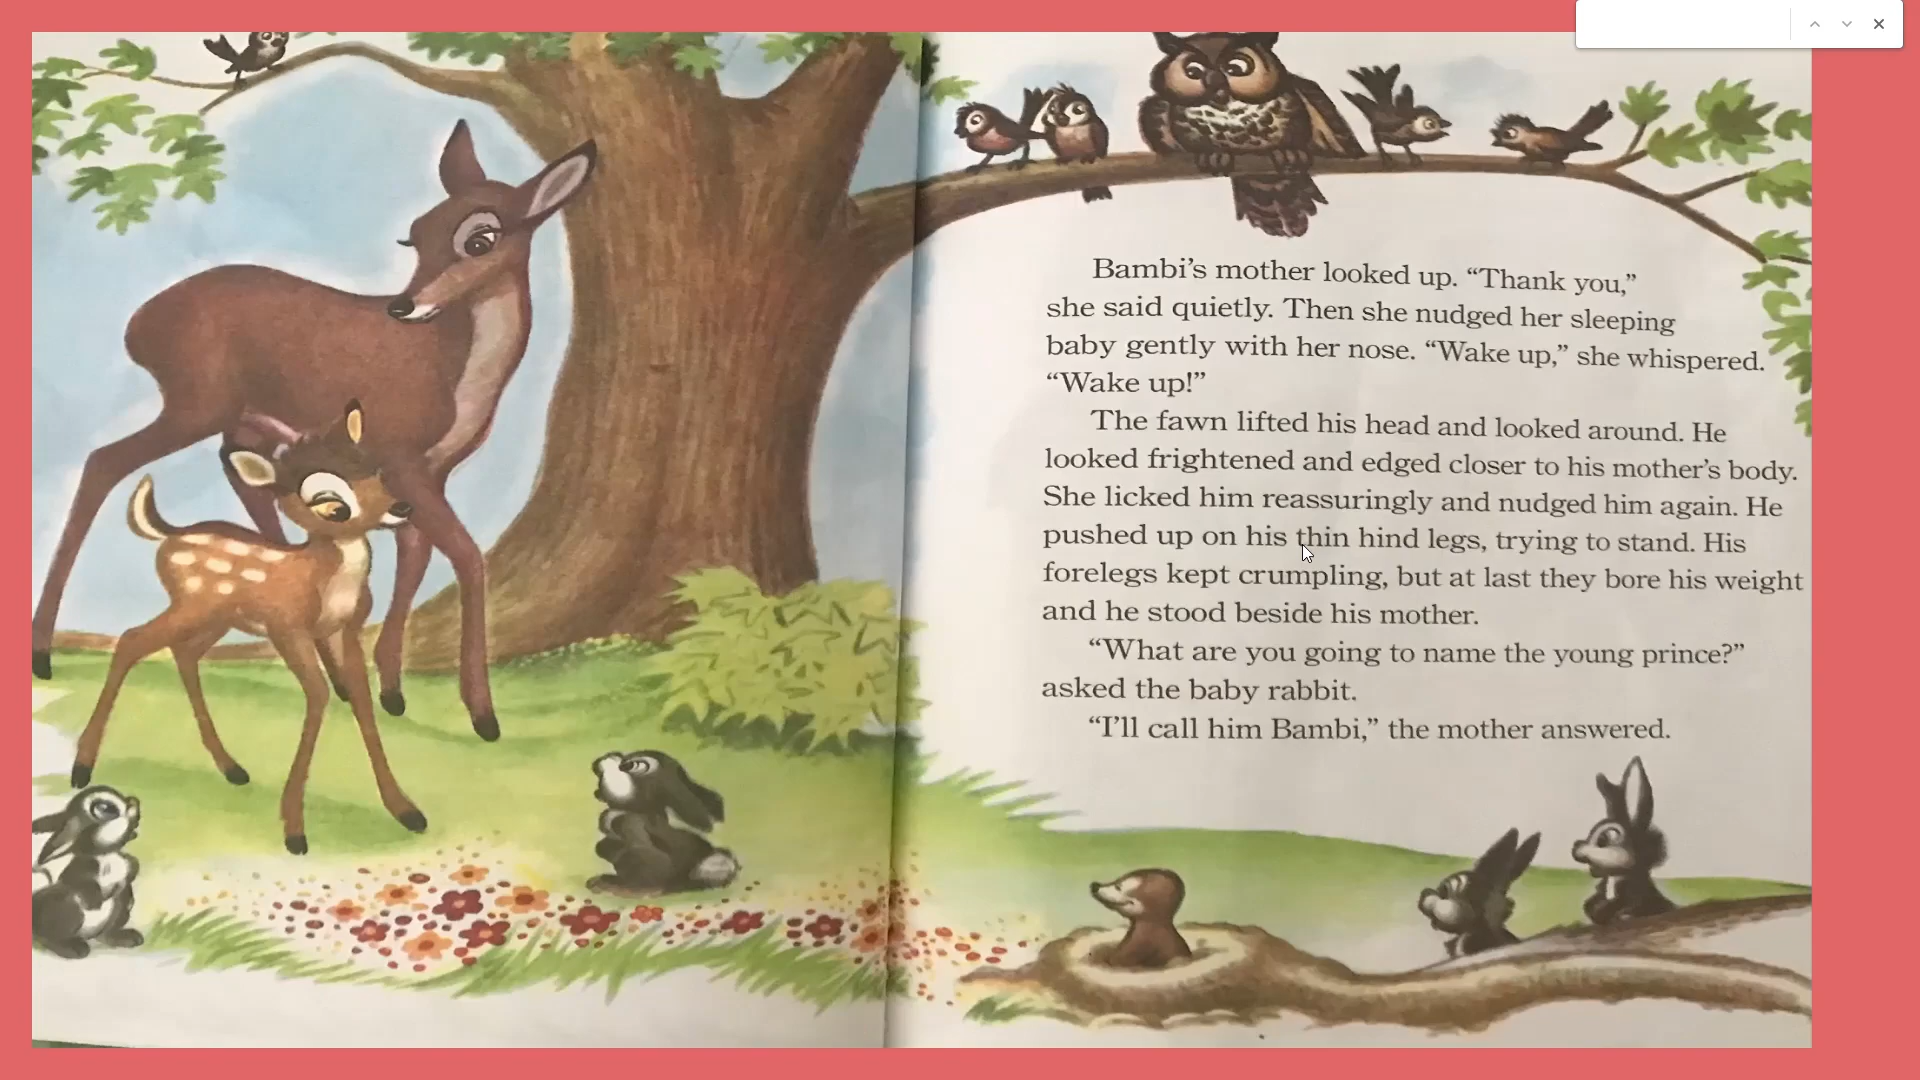 Bambi's mother looked up. “Thank you,”
she said quietly. Then she nudged her sleeping
baby gently with her nose. “Wake up,” she whispered.
“Wake up!”
The fawn lifted his head and looked around. He
looked frightened and edged closer to his mother's body.
She licked him reassuringly and nudged him again. He
pushed up on his thin hind legs, trying to stand. His
forelegs kept crumpling, but at last they bore his weight
and he stood beside his mother.
“What are you going to name the young prince?”
asked the baby rabbit.
“I'll call him Bambi,” the mother answered.